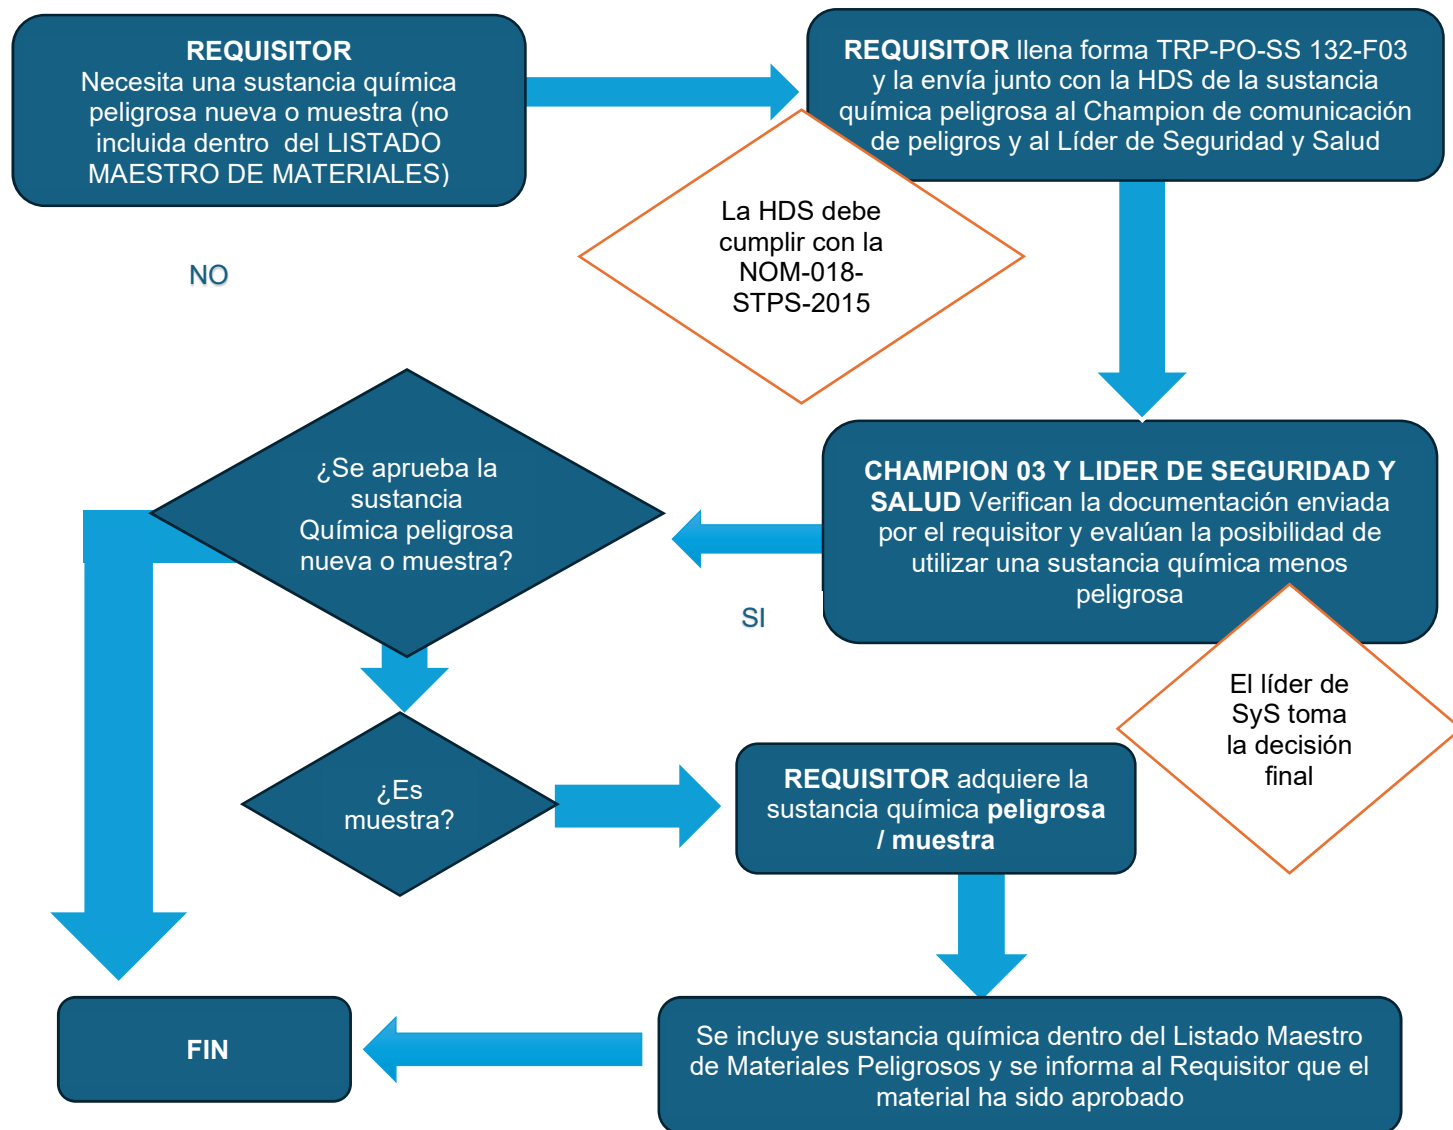 REQUISITOR
Necesita una sustancia química
peligrosa nueva o muestra (no
incluida dentro del LISTADO
MAESTRO DE MATERIALES)
REQUISITOR llena forma TRP-PO-SS 132-F03
y la envía junto con la HDS de la sustancia
química peligrosa al Champion de comunicación
de peligros y al Líder de Seguridad y Salud
La HDS debe
cumplir con la
NOM-018-
STPS-2015
NO
¿Se aprueba la
sustancia
Química peligrosa
nueva o muestra?
CHAMPION 03 Y LIDER DE SEGURIDAD Y
SALUD Verifican la documentación enviada
por el requisitor y evalúan la posibilidad de
utilizar una sustancia química menos
peligrosa
SI
El líder de
SyS toma
la decisión
final
¿Es
muestra?
REQUISITOR adquiere la
sustancia química peligrosa
/ muestra
Se incluye sustancia química dentro del Listado Maestro
de Materiales Peligrosos y se informa al Requisitor que el
material ha sido aprobado
FIN